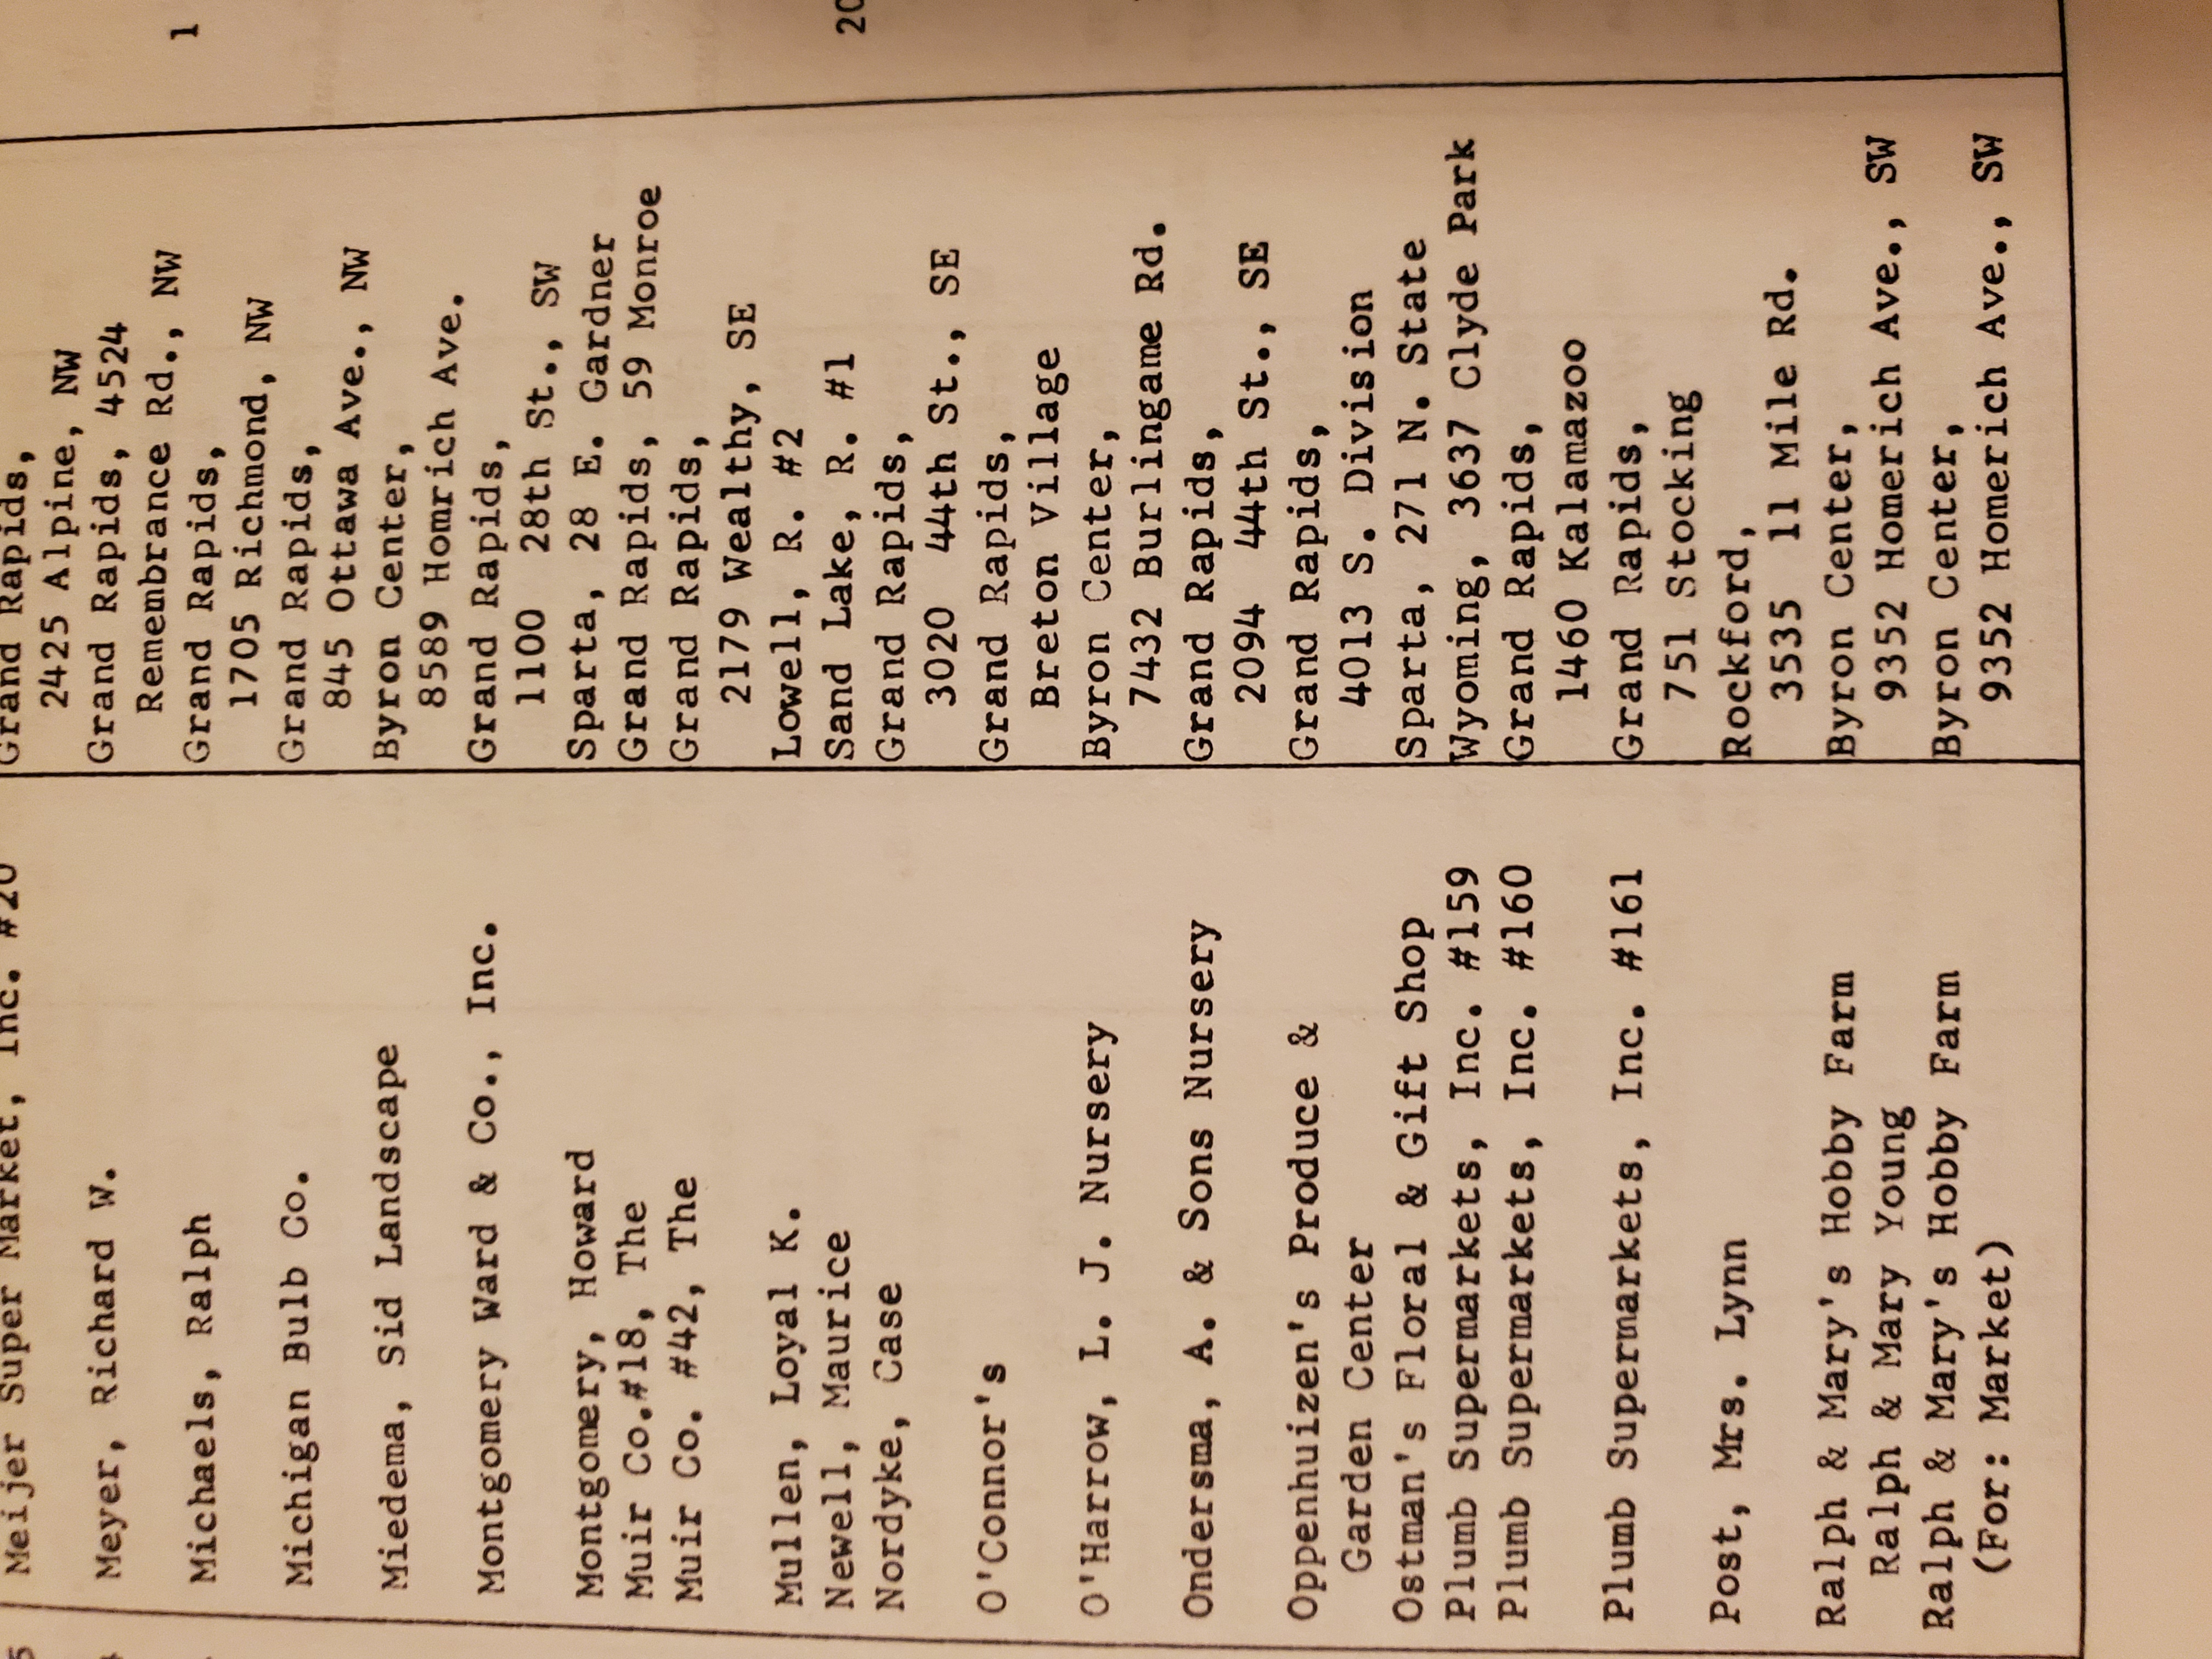 Meijer Super Market, Inc. #20 Grand Rapids,
2425 Alpine, NW
Meyer, Richard W. Grand Rapids, 4524
Remembrance Rd., NW
Michaels, Ralph Grand Rapids,
1705 Richmond, NW
1
Michigan Bulb Co. Grand Rapids,
845 Ottawa Ave., NW
Miedema, Sid Landscape Byron Center,
8589 Homrich Ave.
Montgomery Ward & Co., Inc. Grand Rapids,
1100 28th St., SW
Montgomery, Howard Sparta, 28 E. Gardner
Muir Co.#18, The Grand Rapids, 59 Monroe
Muir Co. #42, The Grand Rapids,
2179 Wealthy, SE
Mullen, Loyal K. Lowell, R. #2
Newell, Maurice Sand Lake, R. #1
20
Nordyke, Case Grand Rapids,
3020 44th St., SE
O'Connor's Grand Rapids,
Breton Village
O'Harrow, L. J. Nursery Byron Center,
7432 Burlingame Rd.
Ondersma, A. & Sons Nursery Grand Rapids,
2094 44th St., SE
Oppenhuizen's Produce & Grand Rapids,
Garden Center 4013 S. Division
Ostman's Floral & Gift Shop Sparta, 271 N. State
Plumb Supermarkets, Inc. #159 Wyoming, 3637 Clyde Park
Plumb Supermarkets, Inc. #160 Grand Rapids,
1460 Kalamazoo
Plumb Supermarkets, Inc. #161 Grand Rapids,
751 Stocking
Post, Mrs. Lynn Rockford,
3535 11 Mile Rd.
Ralph & Mary's Hobby Farm Byron Center,
Ralph & Mary Young 9352 Homerich Ave., SW
Ralph & Mary's Hobby Farm Byron Center,
(For: Market) 9352 Homerich Ave., SW